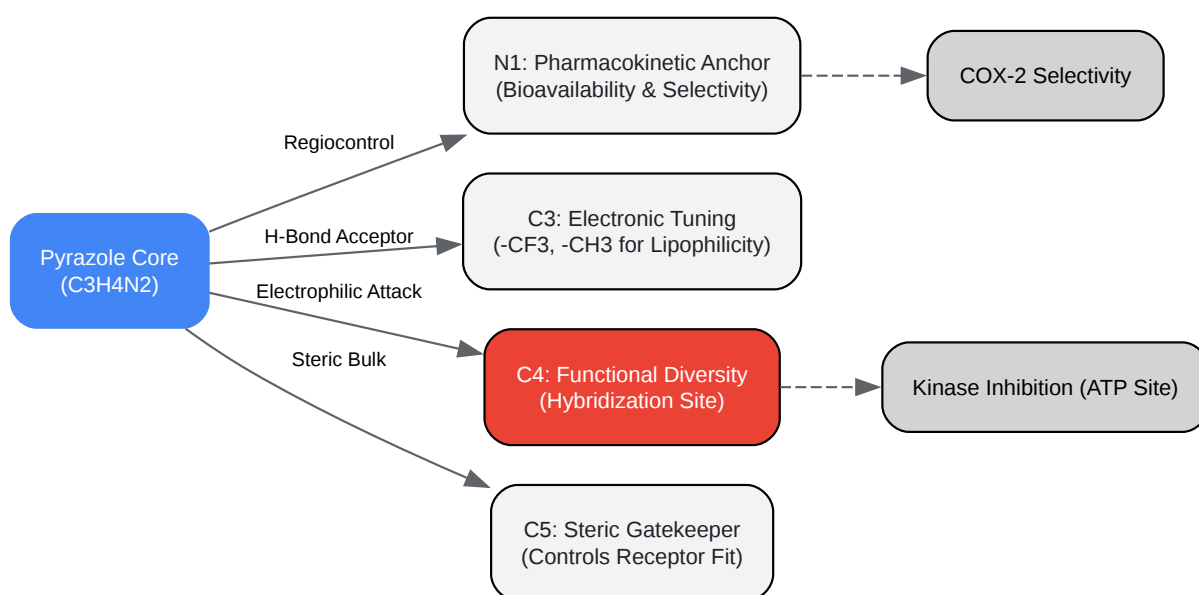 N1: Pharmacokinetic Anchor
(Bioavailability & Selectivity)
COX-2 Selectivity
Regiocontrol
C3: Electronic Tuning
(-CF3, -CH3 for Lipophilicity)
H-Bond Acceptor
Pyrazole Core
(C3H4N2)
Electrophilic Attack
Steric Bulk
C4: Functional Diversity
(Hybridization Site)
Kinase Inhibition (ATP Site)
C5: Steric Gatekeeper
(Controls Receptor Fit)